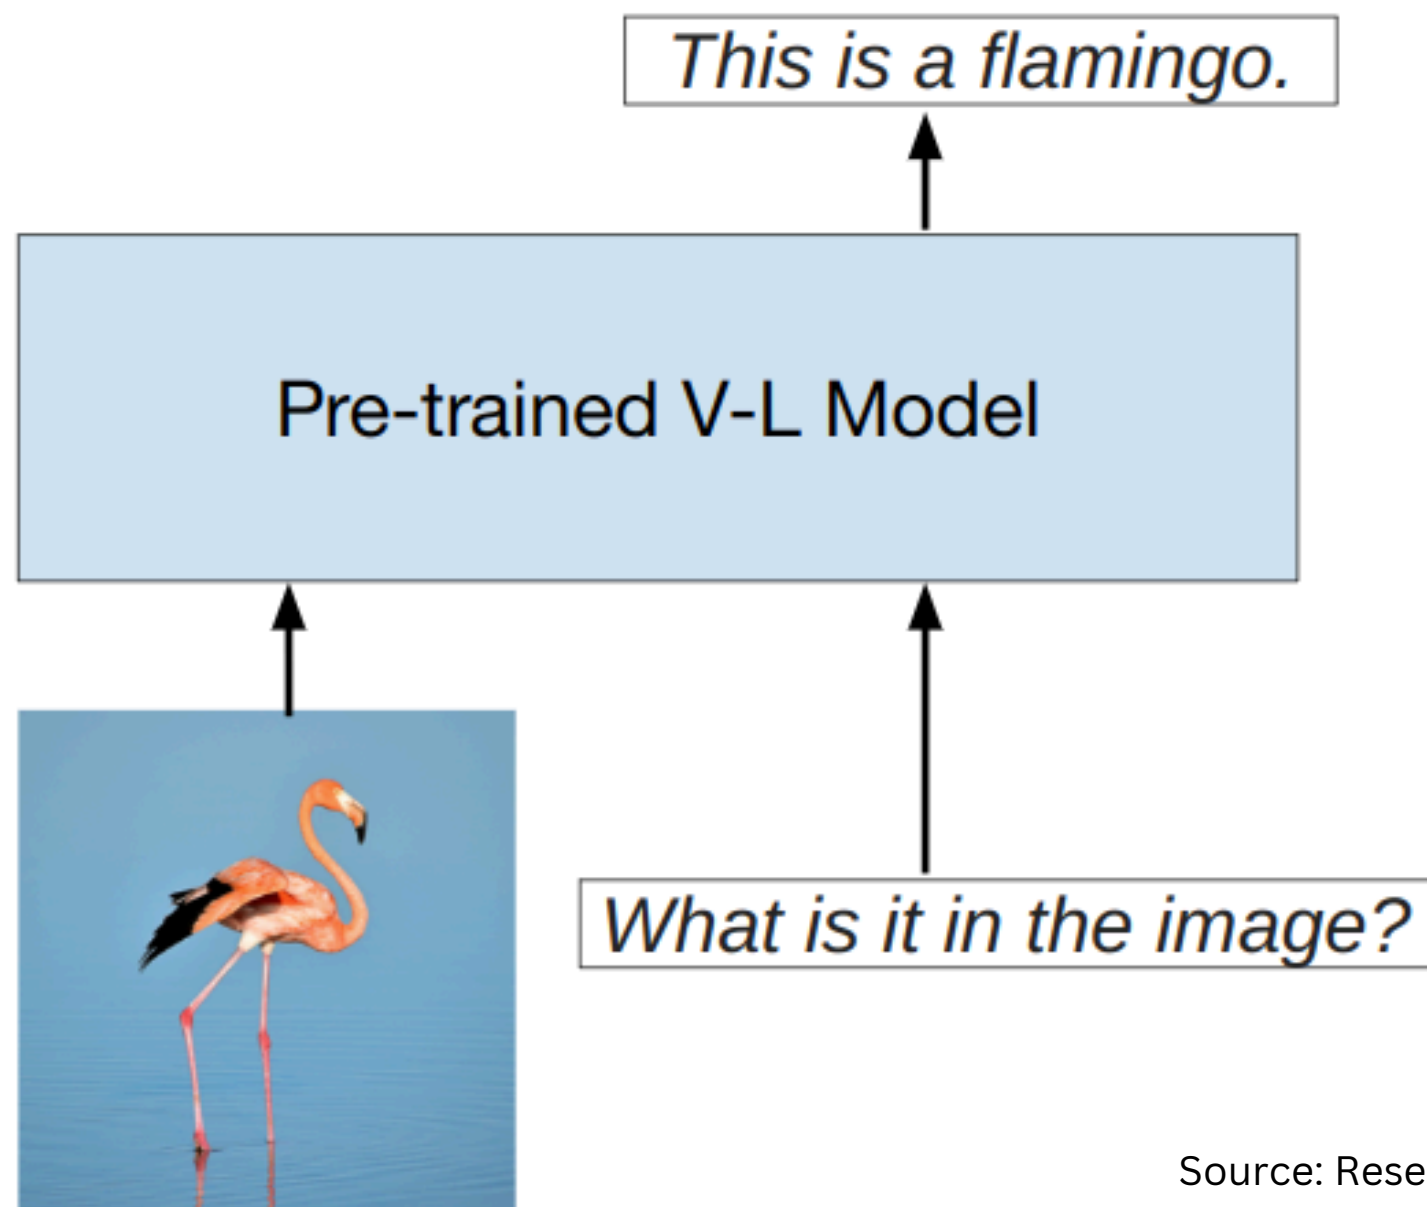 This is a flamingo.
Pre-trained V-L Model
What is it in the image?
Source: Rese